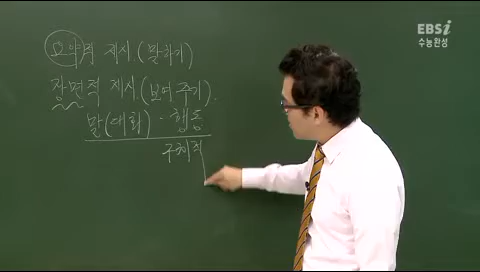 EBSi
수능완성
요약적 제시(말하기)
장면적 제시(보여주기).
말(대화)·행동
구체적